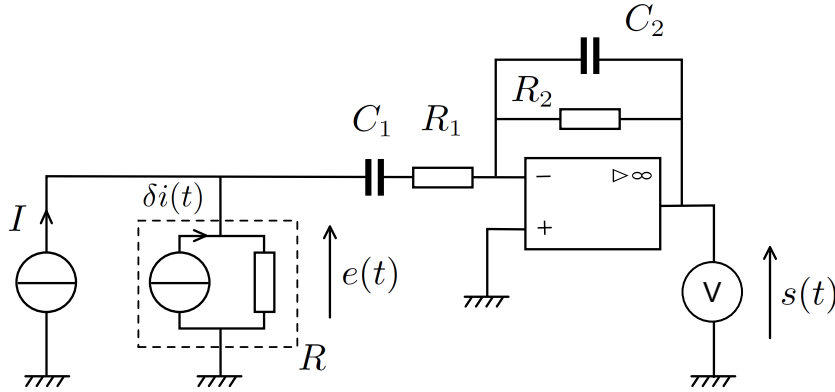 C₂
R₂
C₁ R₁
− ▷∞
δi(t)
I
+
e(t)
V s(t)
R